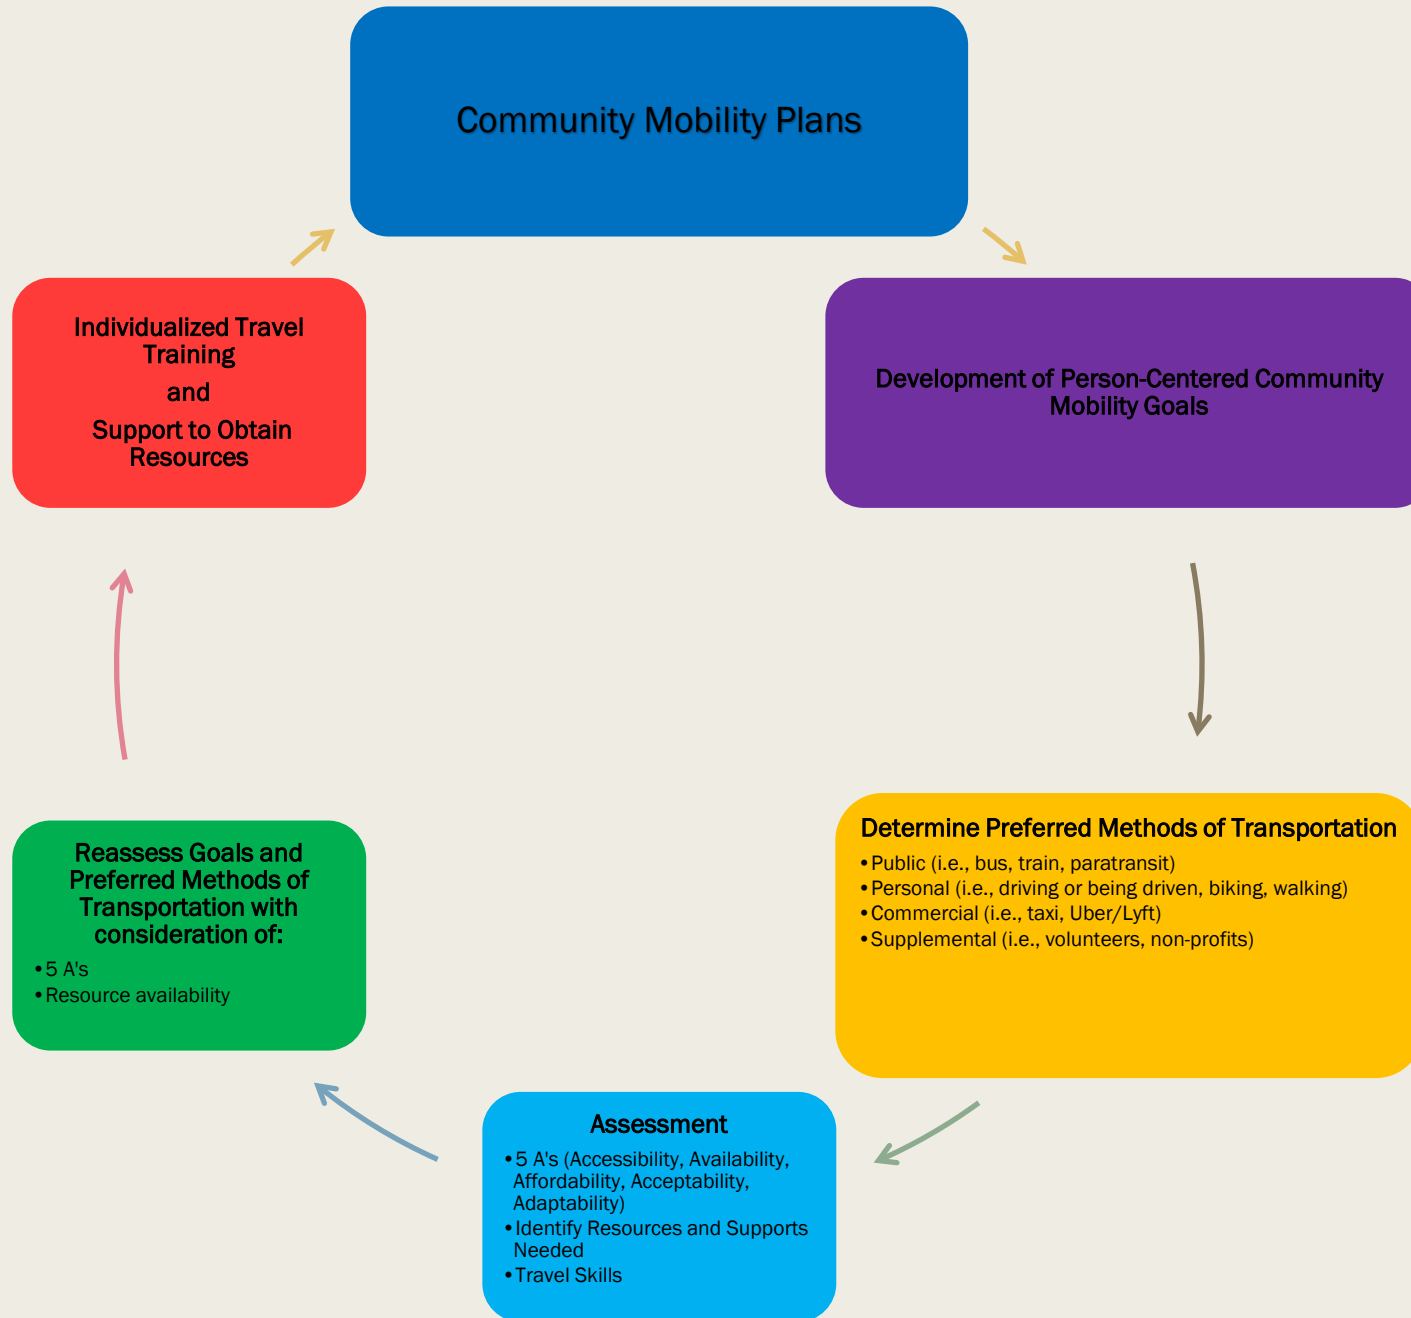 Community Mobility Plans
Individualized Travel
Training
and
Support to Obtain
Resources
Development of Person-Centered Community
Mobility Goals
Determine Preferred Methods of Transportation
•Public (i.e., bus, train, paratransit)
•Personal (i.e., driving or being driven, biking, walking)
•Commercial (i.e., taxi, Uber/Lyft)
•Supplemental (i.e., volunteers, non-profits)
Reassess Goals and
Preferred Methods of
Transportation with
consideration of:
•5 A's
•Resource availability
Assessment
•5 A's (Accessibility, Availability,
Affordability, Acceptability,
Adaptability)
•Identify Resources and Supports
Needed
•Travel Skills